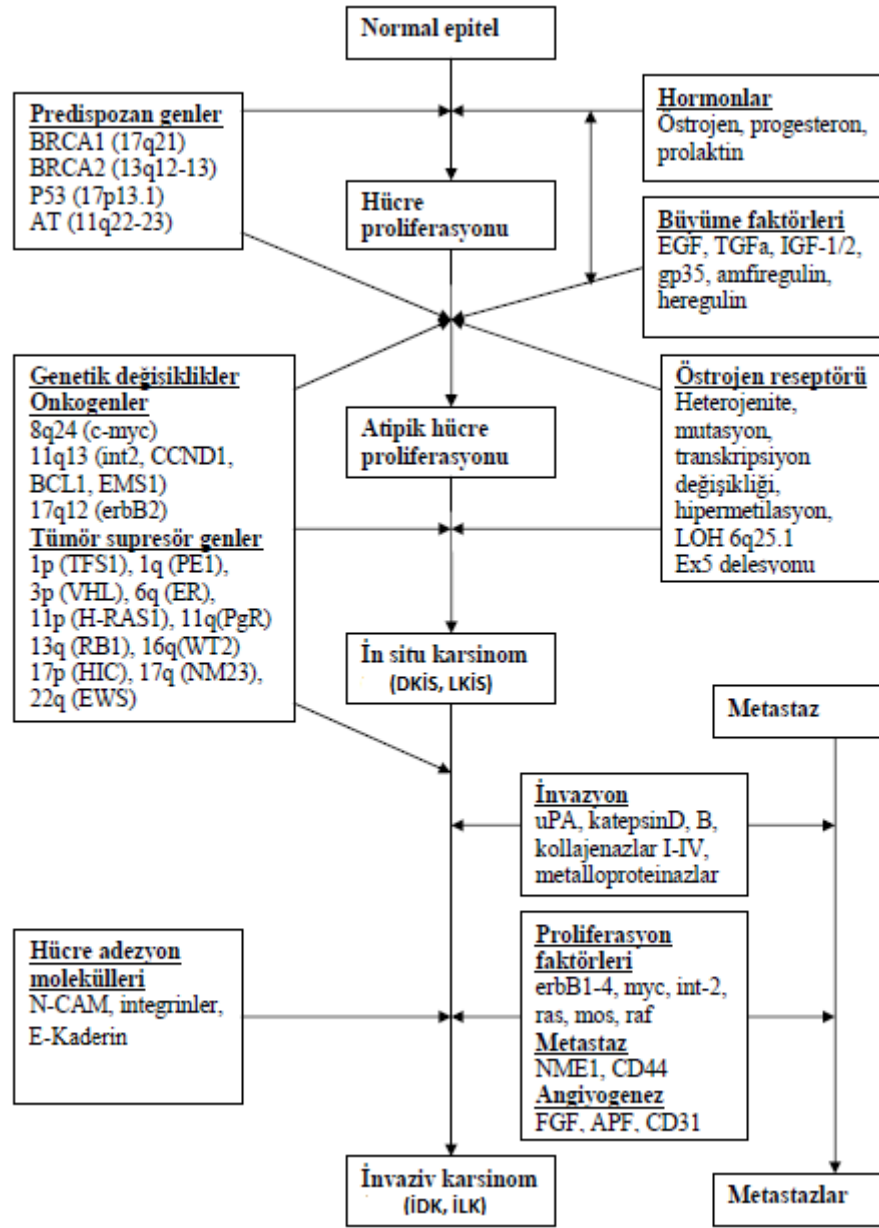 Normal epitel
Predispozan genler
BRCA1 (17q21)
BRCA2 (13q12-13)
P53 (17p13.1)
AT (11q22-23)
Hormonlar
Östrojen, progesteron,
prolaktin
Hücre
proliferasyonu
Büyüme faktörleri
EGF, TGFa, IGF-1/2,
gp35, amfiregulin,
heregulin
Genetik değisiklikler
Onkogenler
8q24 (c-myc)
11q13 (int2, CCND1,
BCL1, EMS1)
17q12 (erbB2)
Tümör supresör genler
1p (TFS1), 1q (PE1),
3p (VHL), 6q (ER),
11p (H-RAS1), 11q(PgR)
13q (RB1), 16q(WT2)
17p (HIC), 17q (NM23),
22q (EWS)
Atipik hücre
proliferasyonu
Östrojen reseptörü
Heterojenite,
mutasyon,
transkripsiyon
değişikliği,
hipermetilasyon,
LOH 6q25.1
Ex5 delesyonu
İn situ karsinom
(DKİS, LKİS)
Metastaz
İnvazyon
uPA, katepsinD, B,
kollajenazlar I-IV,
metalloproteinazlar
Hücre adezyon
molekülleri
N-CAM, integrinler,
E-Kaderin
Proliferasyon
faktörleri
erbB1-4, myc, int-2,
ras, mos, raf
Metastaz
NME1, CD44
Angiyogenez
FGF, APF, CD31
İnvaziv karsinom
(İDK, İLK)
Metastazlar